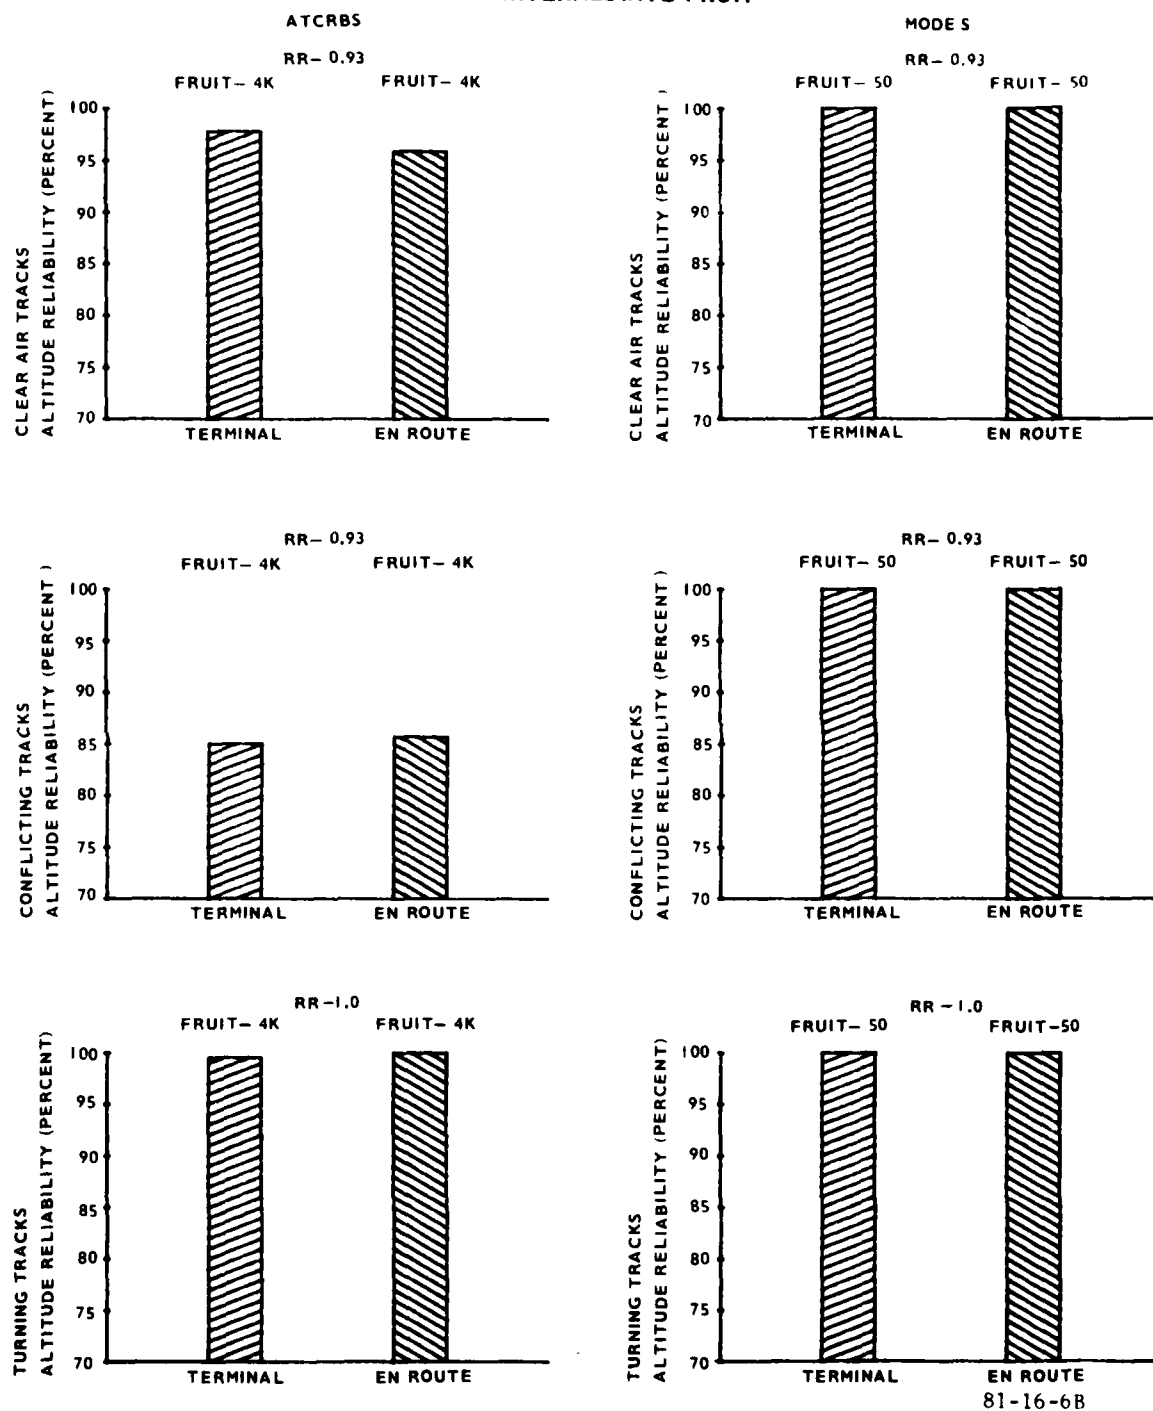 ATCRBS
RR– 0.93
FRUIT– 4K FRUIT– 4K
CLEAR AIR TRACKS
ALTITUDE RELIABILITY (PERCENT)
100
95
90
85
80
75
70
TERMINAL EN ROUTE
MODE S
RR– 0.93
FRUIT– 50 FRUIT– 50
CLEAR AIR TRACKS
ALTITUDE RELIABILITY (PERCENT )
100
95
90
85
80
75
70
TERMINAL EN ROUTE
RR– 0.93
FRUIT– 4K FRUIT– 4K
CONFLICTING TRACKS
ALTITUDE RELIABILITY (PERCENT )
100
95
90
85
80
75
70
TERMINAL EN ROUTE
RR– 0.93
FRUIT– 50 FRUIT– 50
CONFLICTING TRACKS
ALTITUDE RELIABILITY (PERCENT )
100
95
90
85
80
75
70
TERMINAL EN ROUTE
RR –1.0
FRUIT– 4K FRUIT– 4K
TURNING TRACKS
ALTITUDE RELIABILITY (PERCENT)
100
95
90
85
80
75
70
TERMINAL EN ROUTE
RR –1.0
FRUIT– 50 FRUIT–50
TURNING TRACKS
ALTITUDE RELIABILITY (PERCENT)
100
95
90
85
80
75
70
TERMINAL EN ROUTE
81-16-6B